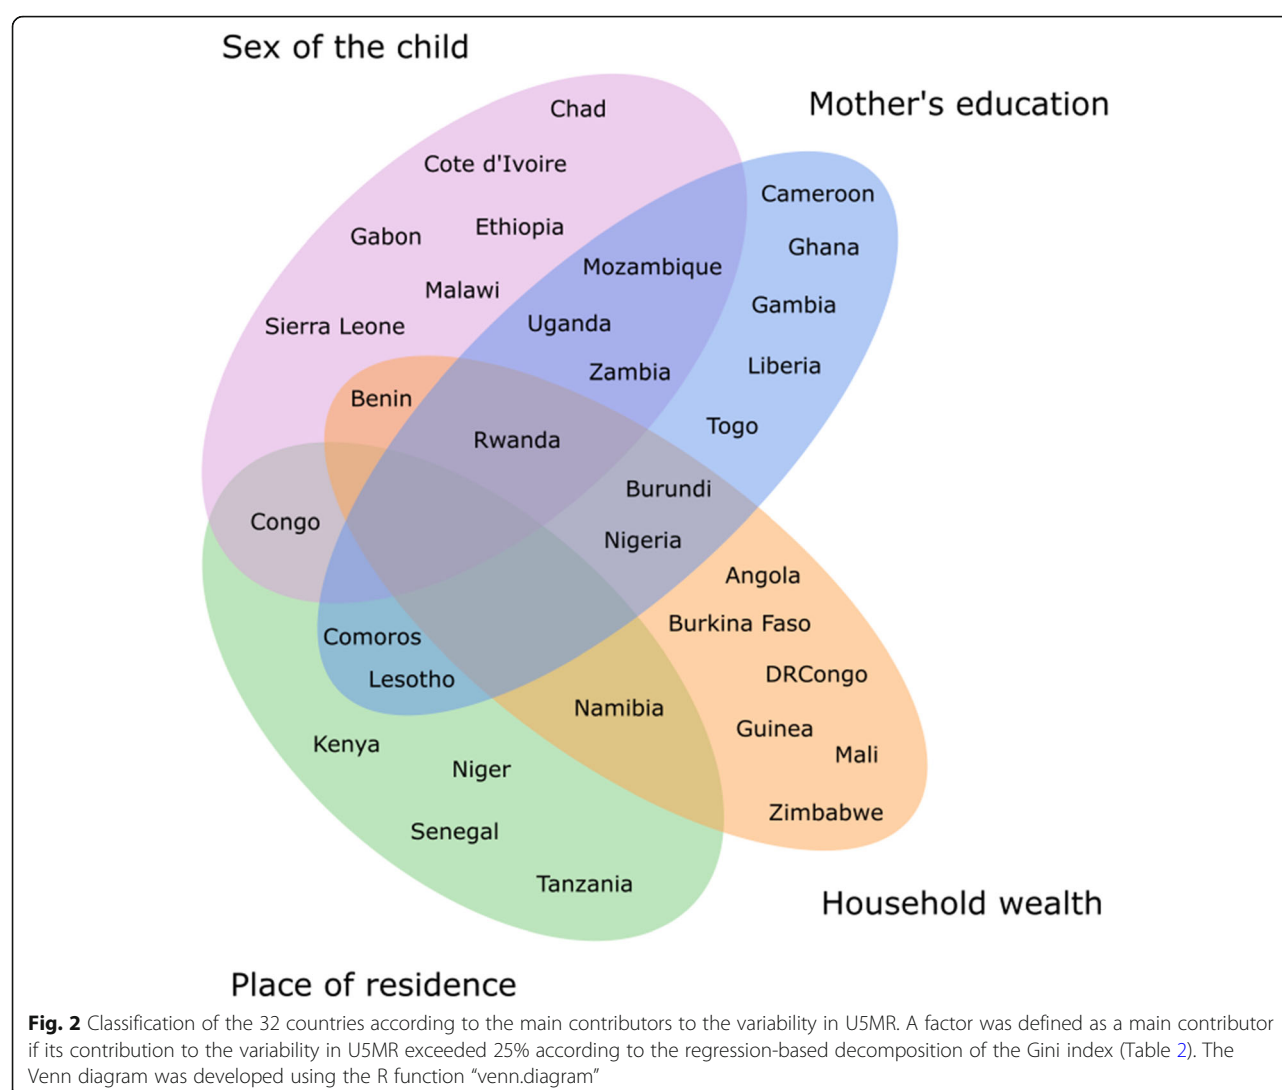 Sex of the child
Chad
Mother's education
Cote d'Ivoire
Cameroon
Gabon
Ethiopia
Ghana
Mozambique
Malawi
Gambia
Sierra Leone
Uganda
Zambia
Liberia
Benin
Togo
Rwanda
Burundi
Congo
Nigeria
Angola
Burkina Faso
Comoros
Lesotho
DRCongo
Namibia
Guinea
Kenya
Mali
Niger
Zimbabwe
Senegal
Tanzania
Household wealth
Place of residence
Fig. 2 Classification of the 32 countries according to the main contributors to the variability in U5MR. A factor was defined as a main contributor
if its contribution to the variability in U5MR exceeded 25% according to the regression-based decomposition of the Gini index (Table 2). The
Venn diagram was developed using the R function “venn.diagram”